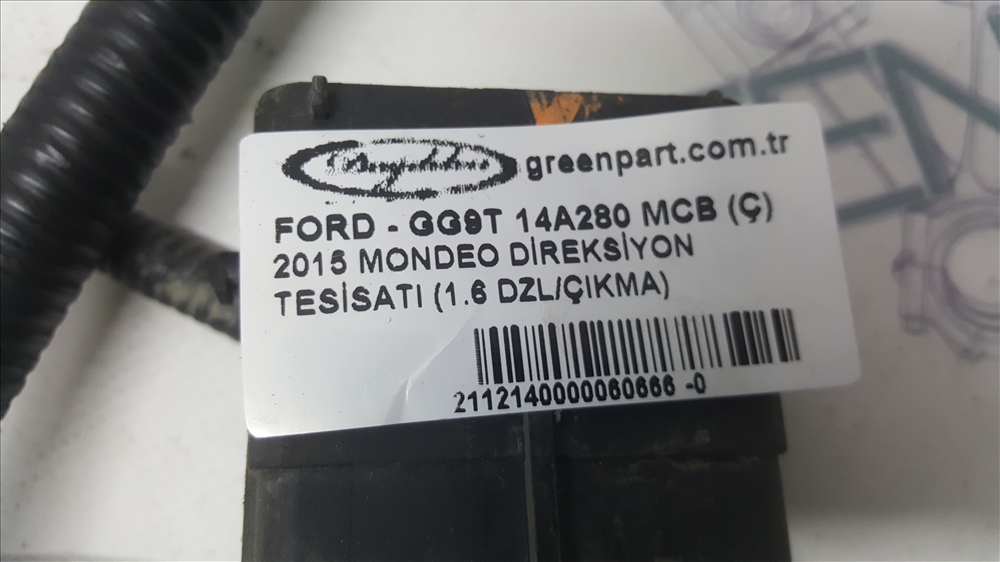 greenpart.com.tr
FORD - GG9T 14A280 MCB (Ç)
2015 MONDEO DİREKSİYON
TESİSATI (1.6 DZL/ÇIKMA)
2112140000060666 -0